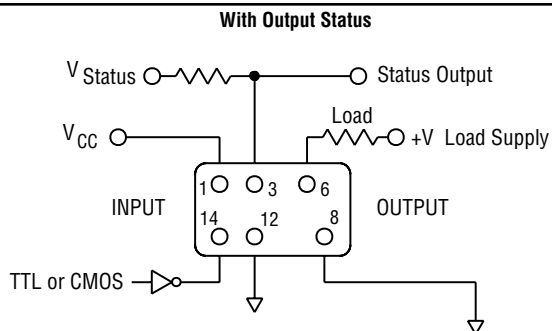 With Output Status
V Status
Status Output
Load
VCC
+V Load Supply
1 3 6
INPUT
OUTPUT
14 12 8
TTL or CMOS